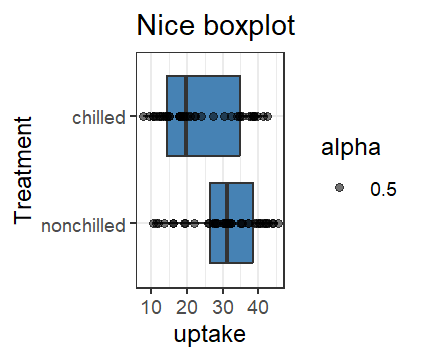 Nice boxplot
Treatment
chilled
nonchilled
10 20 30 40
uptake
alpha
0.5